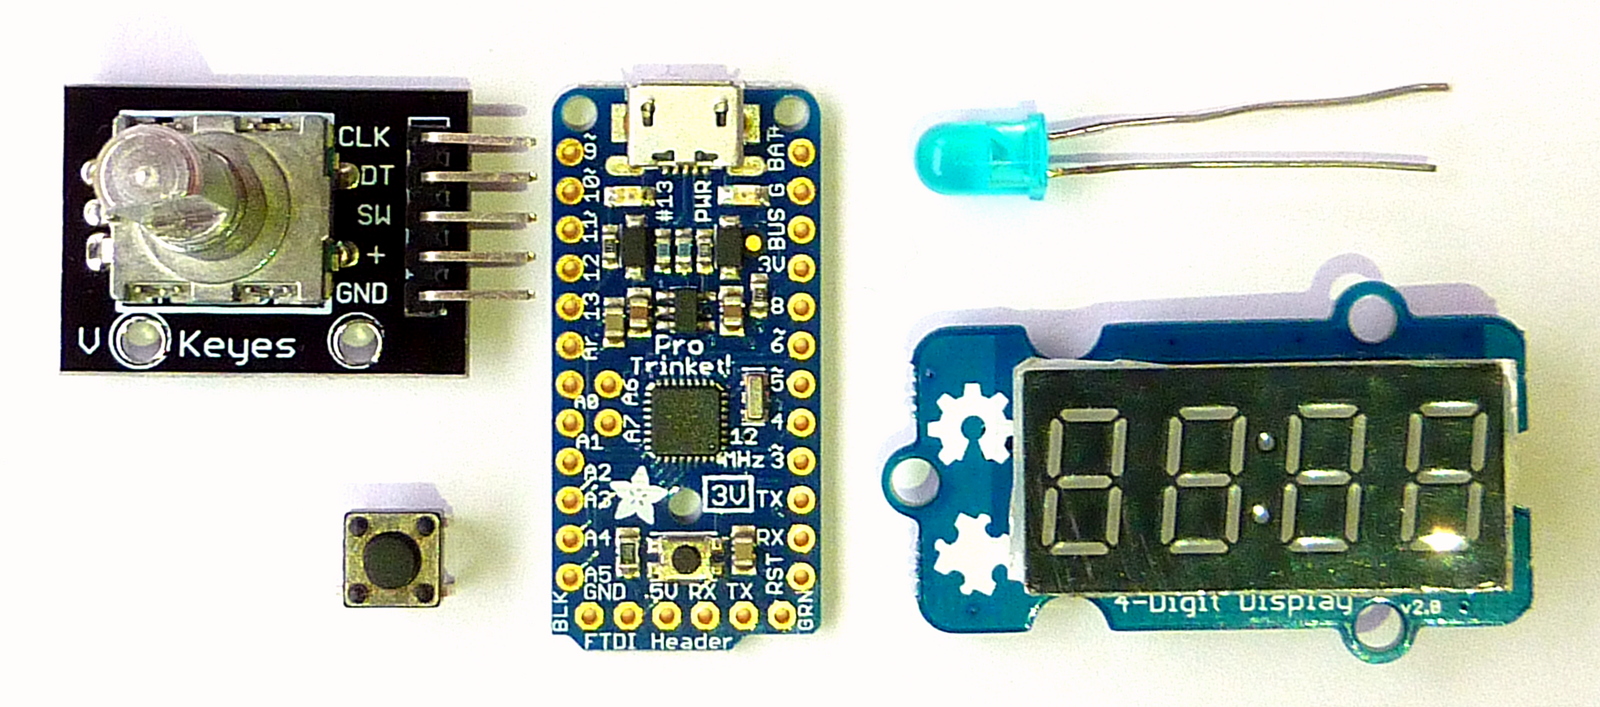 CLK
DT
SW
+
GND
V Keyes
9~
10~
11~
12
13
Ar
A0
A6
A1
A7
A2
A3
A4
A5
#13
PWR
BAT+
G
BUS
3V
8
6~
5~
4
3~
TX
RX
RST
Pro
Trinket!
12
MHz
3V
GND 5V RX TX
BLK
GRN
FTDI Header
4-Digit Display v2.0